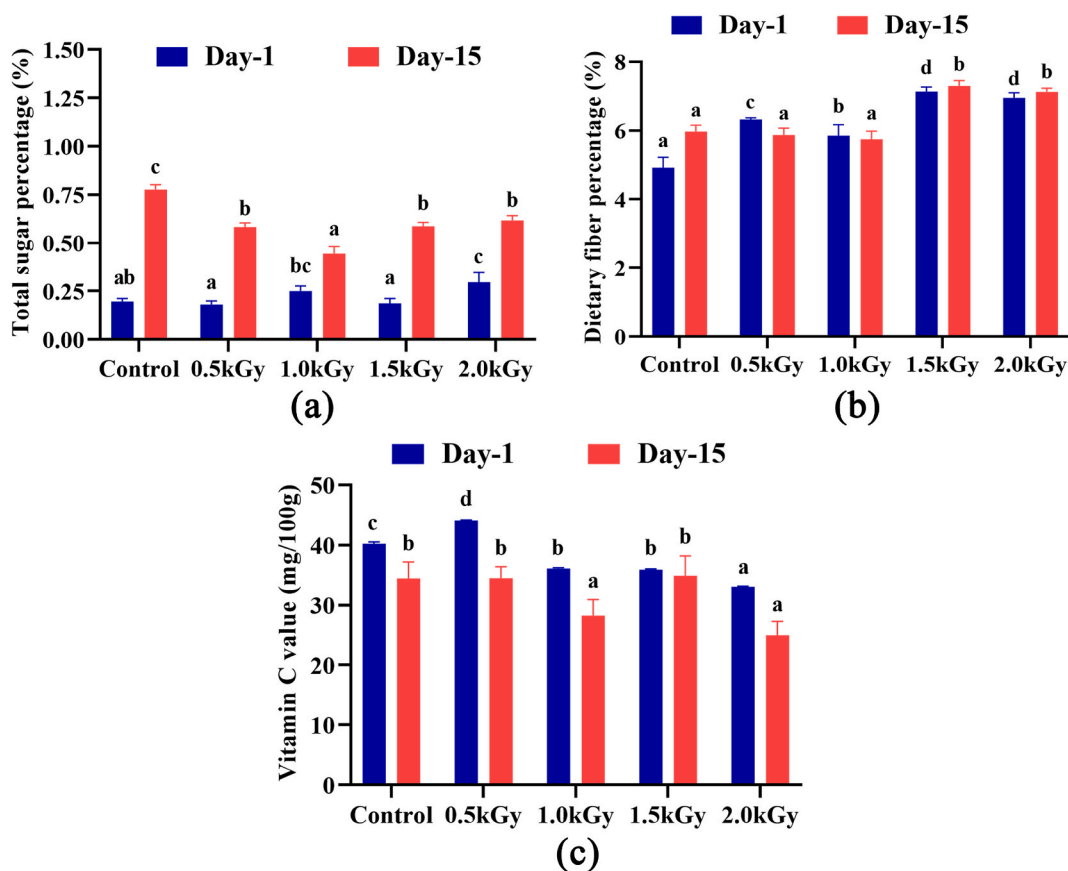 Day-1 Day-15
Total sugar percentage (%)
1.50
1.25
1.00
0.75
0.50
0.25
0.00
ab c a b bc a a b c b
Control 0.5kGy 1.0kGy 1.5kGy 2.0kGy
(a)
Day-1 Day-15
Dietary fiber percentage (%)
8
6
4
2
0
a a c a b a d b d b
Control 0.5kGy 1.0kGy 1.5kGy 2.0kGy
(b)
Day-1 Day-15
Vitamin C value (mg/100g)
50
40
30
20
10
0
c b d b b a b b a a
Control 0.5kGy 1.0kGy 1.5kGy 2.0kGy
(c)